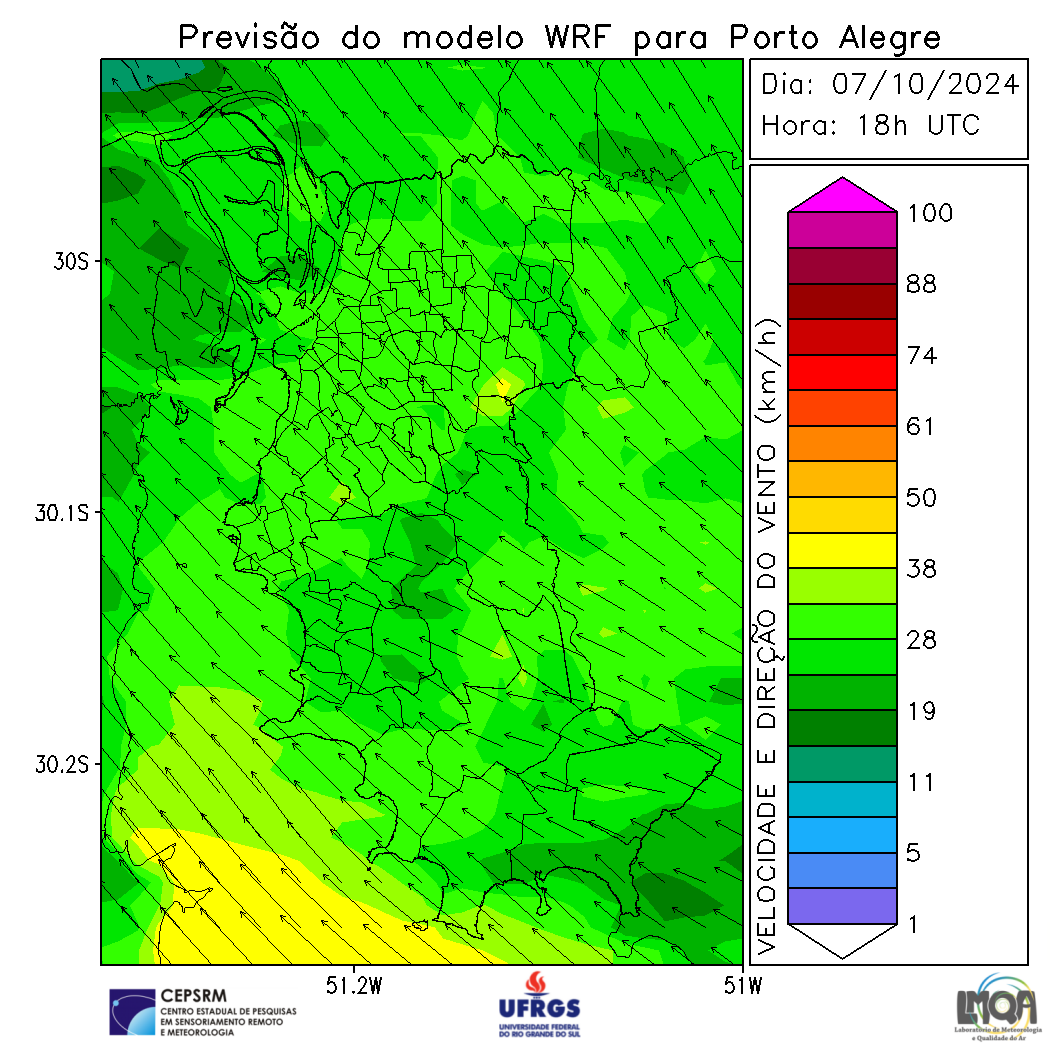 Previsão do modelo WRF para Porto Alegre
Dia: 07/10/2024
Hora: 18h UTC
30S
30.1S
30.2S
51.2W
51W
VELOCIDADE E DIREÇÃO DO VENTO (km/h)
100
88
74
61
50
38
28
19
11
5
1
CEPSRM
CENTRO ESTADUAL DE PESQUISAS
EM SENSORIAMENTO REMOTO
E METEOROLOGIA
UFRGS
UNIVERSIDADE FEDERAL
DO RIO GRANDE DO SUL
LMQA
Laboratório de Meteorologia
e Qualidade do Ar